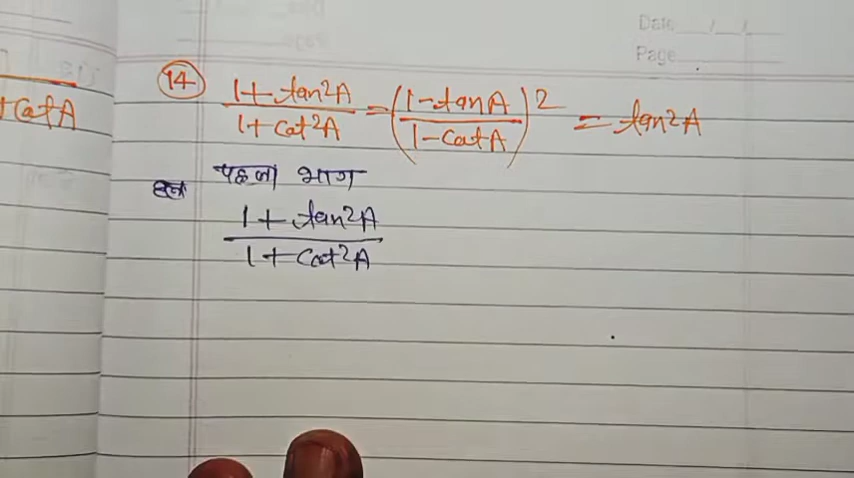 Date
Page
+ Cot A
14 (1+tan²A)/(1+Cot²A) = ((1-tanA)/(1-CotA))² = tan²A
हल पहला भाग
1+tan²A
1+Cot²A